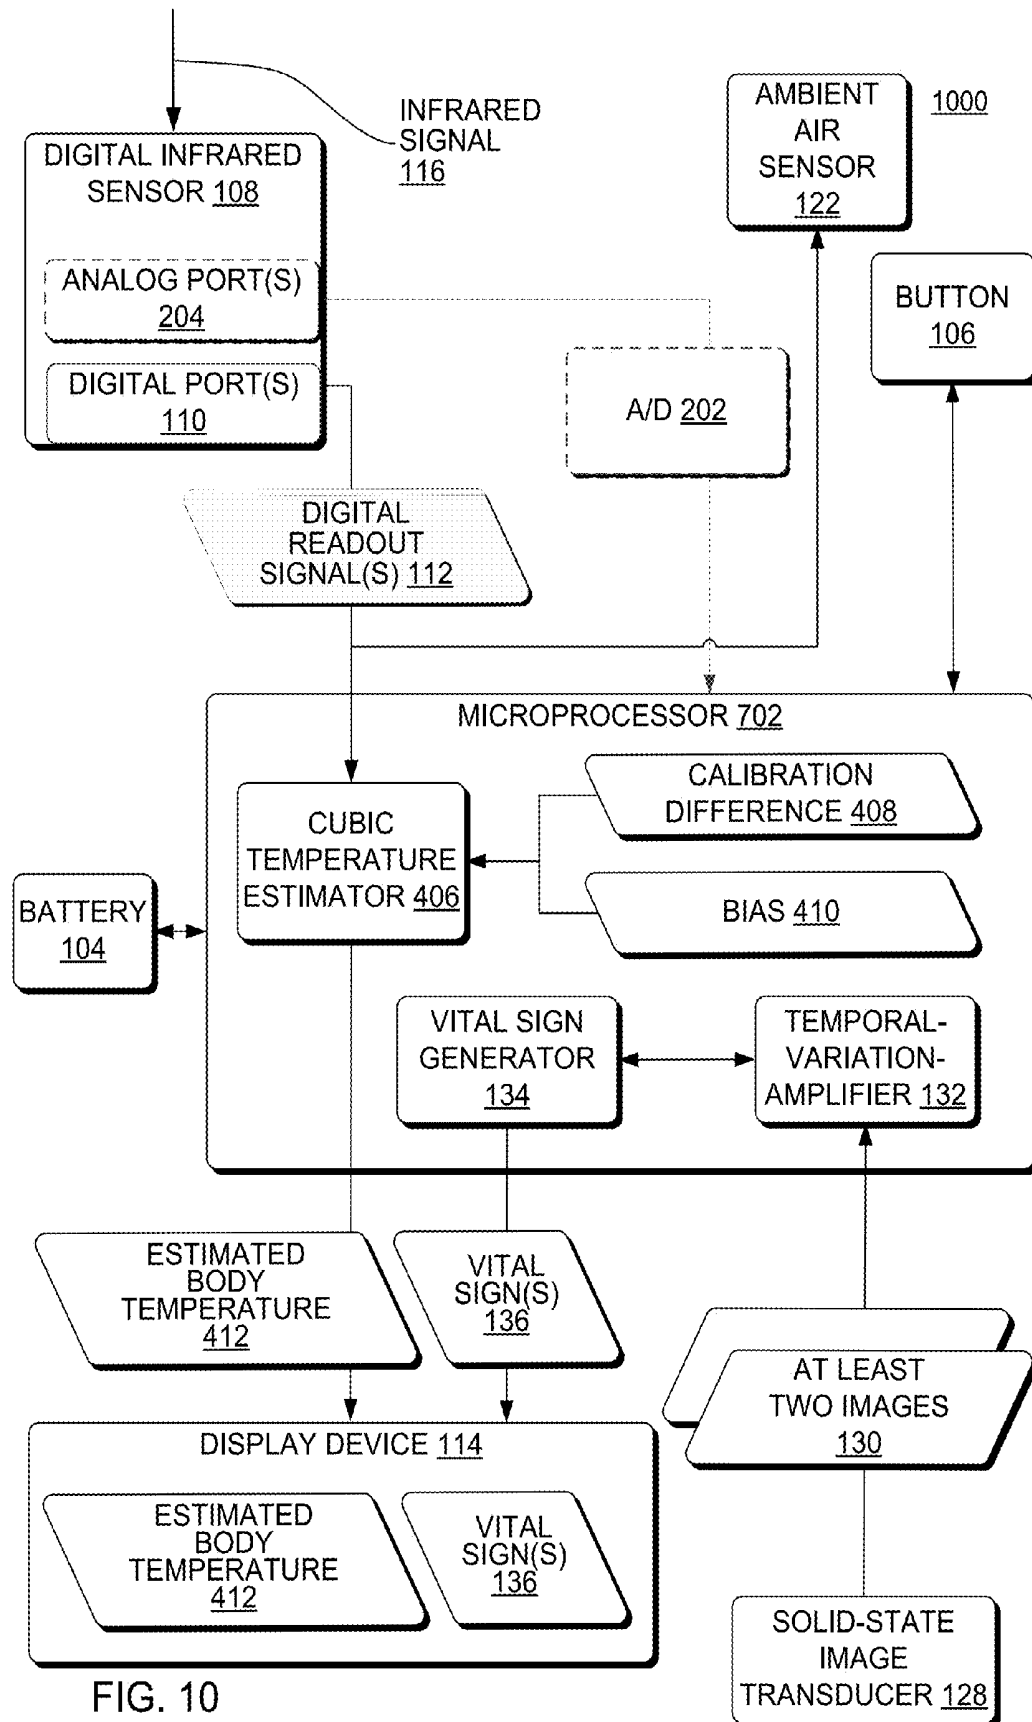 INFRARED
SIGNAL
116
AMBIENT
AIR
SENSOR
122
1000
DIGITAL INFRARED
SENSOR 108
ANALOG PORT(S)
204
DIGITAL PORT(S)
110
BUTTON
106
A/D 202
DIGITAL
READOUT
SIGNAL(S) 112
MICROPROCESSOR 702
CUBIC
TEMPERATURE
ESTIMATOR 406
CALIBRATION
DIFFERENCE 408
BIAS 410
BATTERY
104
VITAL SIGN
GENERATOR
134
TEMPORAL-
VARIATION-
AMPLIFIER 132
ESTIMATED
BODY
TEMPERATURE
412
VITAL
SIGN(S)
136
AT LEAST
TWO IMAGES
130
DISPLAY DEVICE 114
ESTIMATED
BODY
TEMPERATURE
412
VITAL
SIGN(S)
136
SOLID-STATE
IMAGE
TRANSDUCER 128
FIG. 10